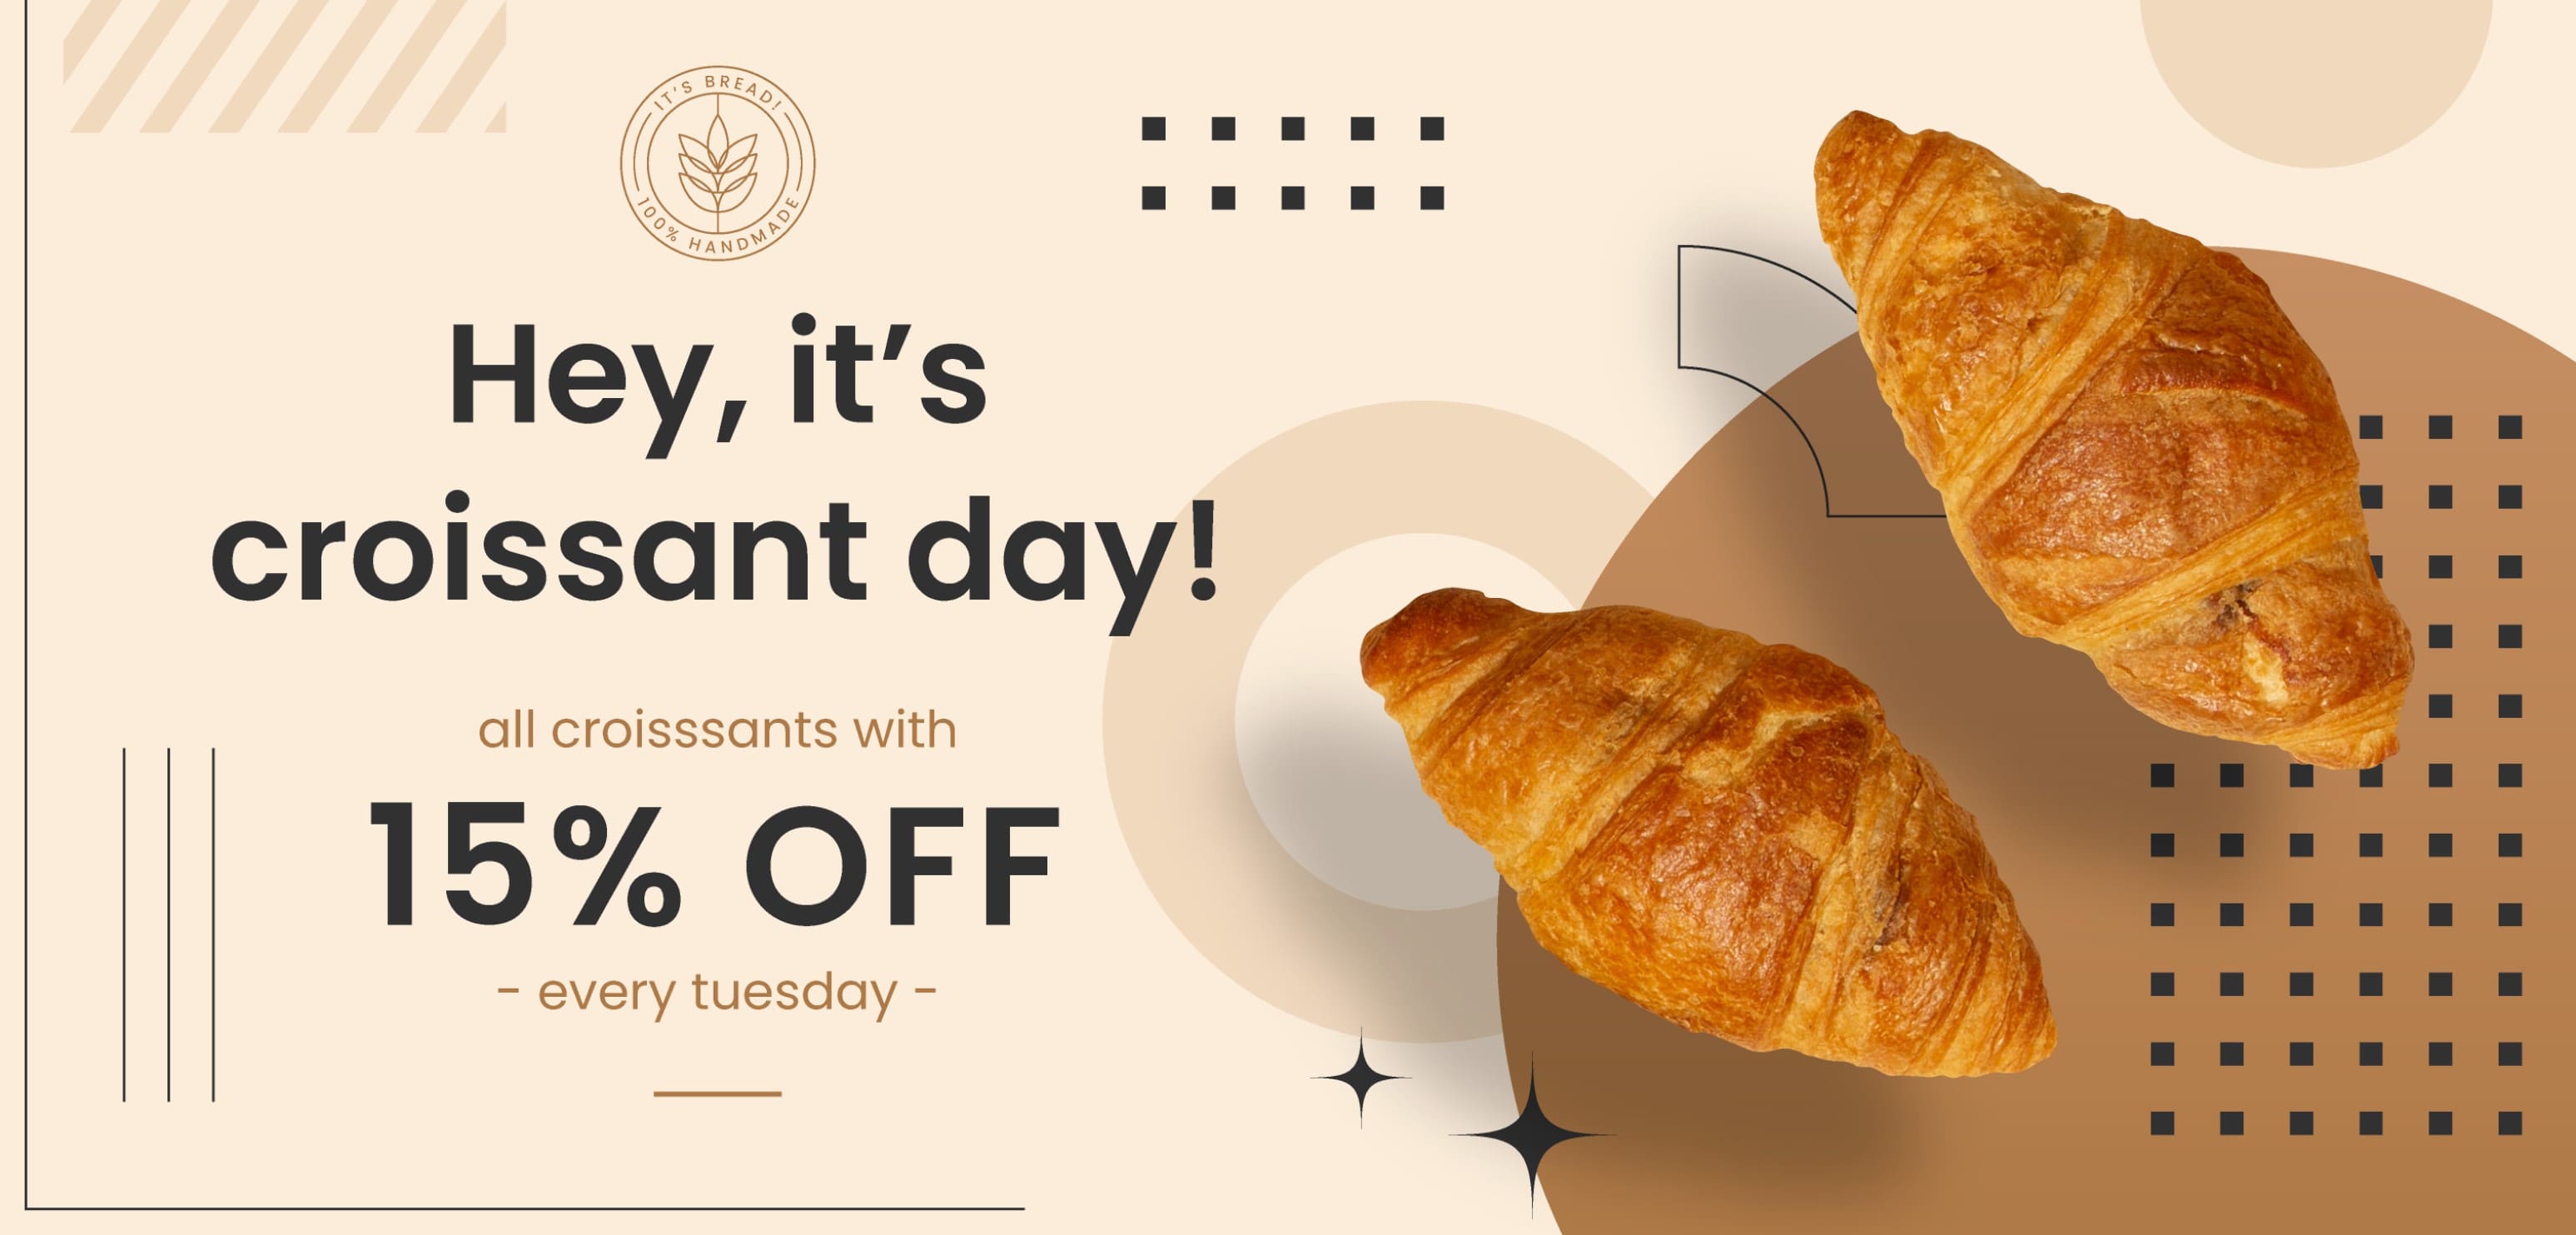 IT'S BREAD!
100% HANDMADE
Hey, it’s
croissant day!
all croisssants with
15% OFF
- every tuesday -